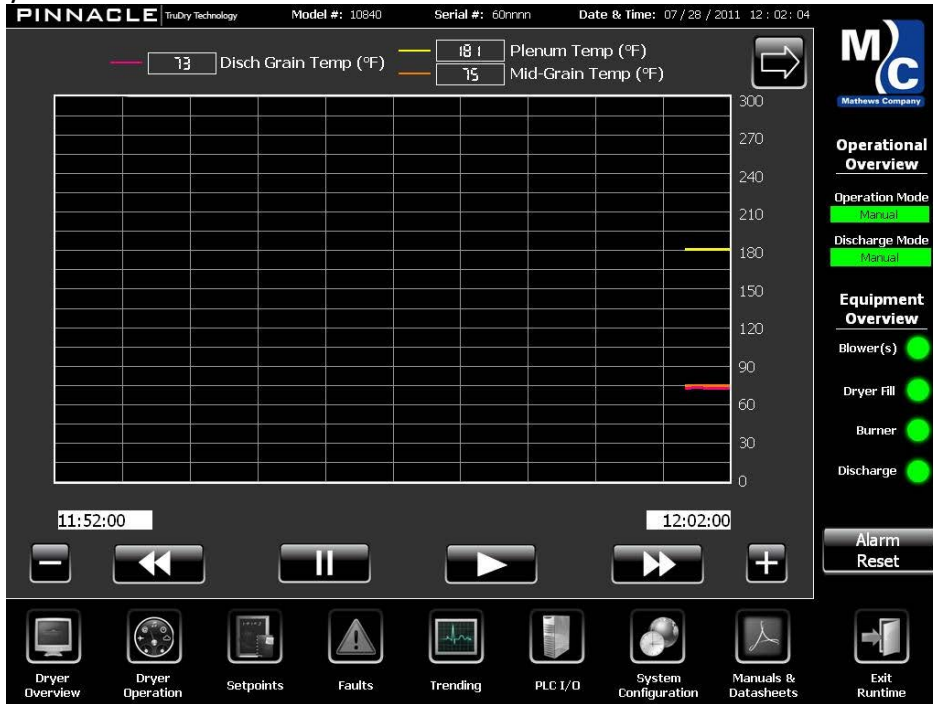 PINNACLE TruDry Technology Model #: 10840 Serial #: 60nnnn Date & Time: 07 / 28 / 2011 12 : 02 : 04
73 Disch Grain Temp (ºF)
181 Plenum Temp (ºF)
75 Mid-Grain Temp (ºF)
300
270
240
210
180
150
120
90
60
30
0
11:52:00
12:02:00
MC
Mathews Company
Operational
Overview
Operation Mode
Manual
Discharge Mode
Manual
Equipment
Overview
Blower(s)
Dryer Fill
Burner
Discharge
Alarm
Reset
Dryer
Overview
Dryer
Operation
Setpoints
Faults
Trending
PLC I/O
System
Configuration
Manuals &
Datasheets
Exit
Runtime